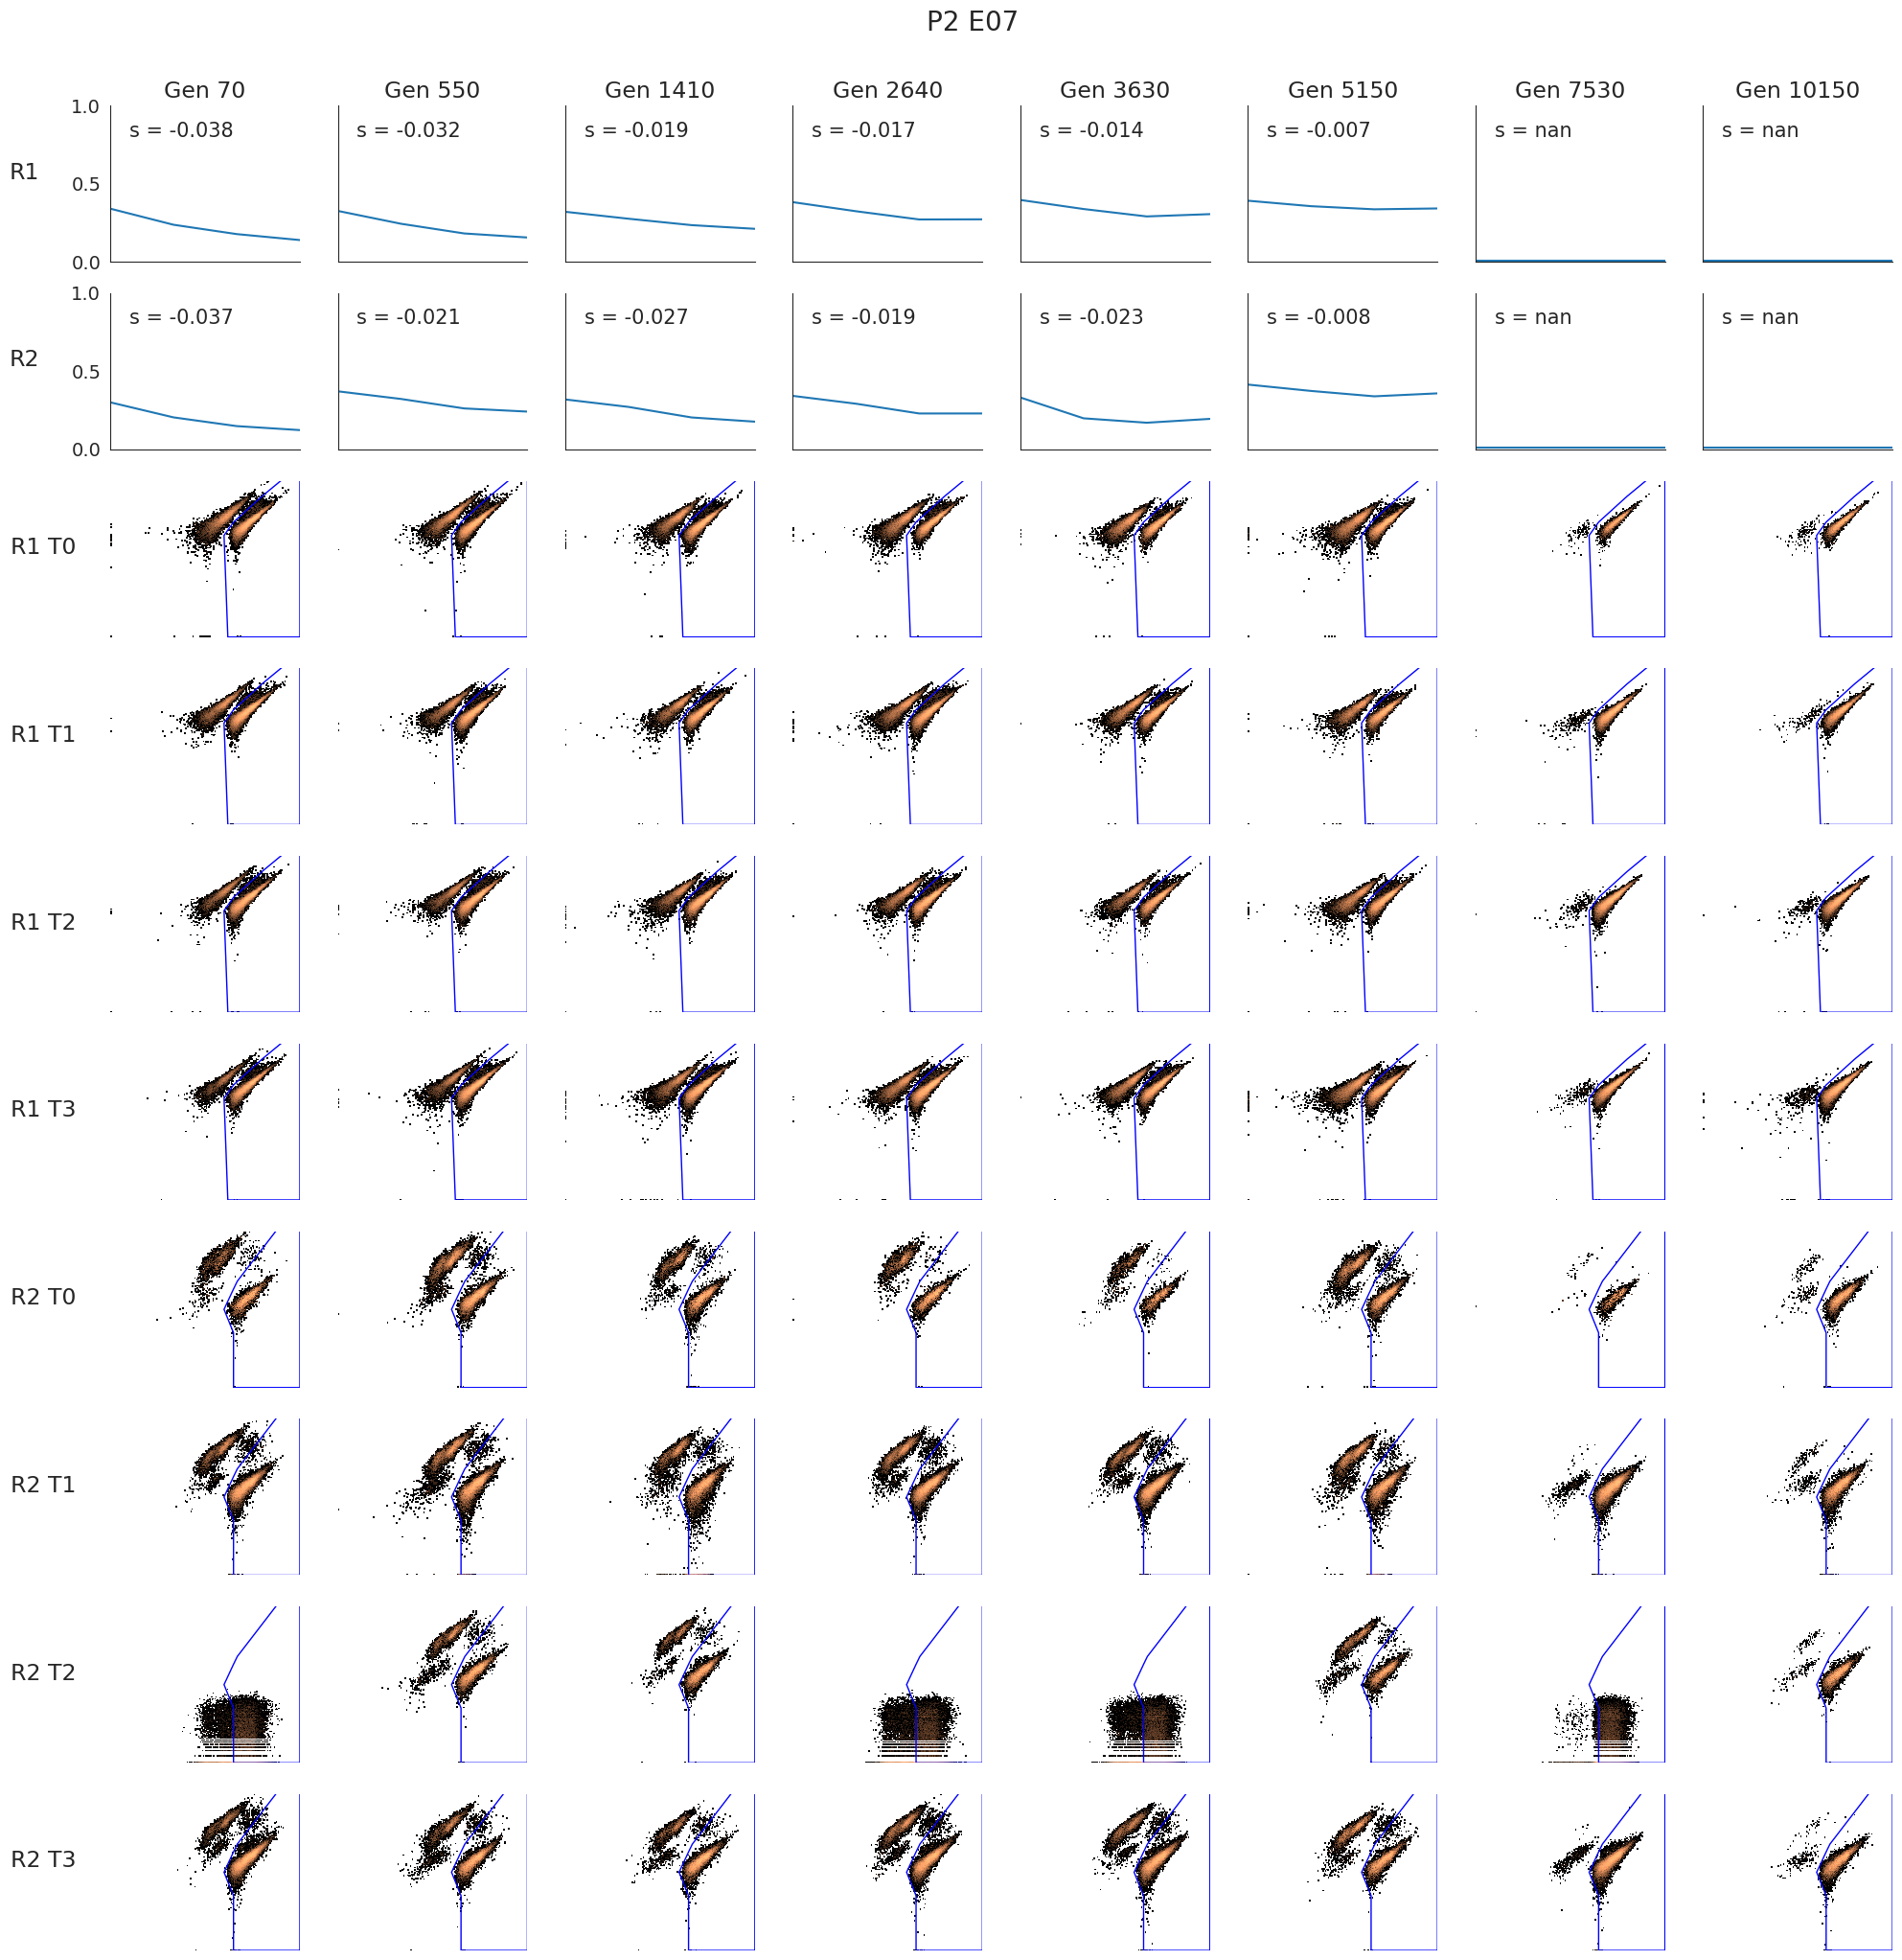 P2 E07
Gen 70 Gen 550 Gen 1410 Gen 2640 Gen 3630 Gen 5150 Gen 7530 Gen 10150
1.0
s = -0.038 s = -0.032 s = -0.019 s = -0.017 s = -0.014 s = -0.007 s = nan s = nan
R1
0.5
0.0
1.0
s = -0.037 s = -0.021 s = -0.027 s = -0.019 s = -0.023 s = -0.008 s = nan s = nan
R2
0.5
0.0
R1 T0
R1 T1
R1 T2
R1 T3
R2 T0
R2 T1
R2 T2
R2 T3